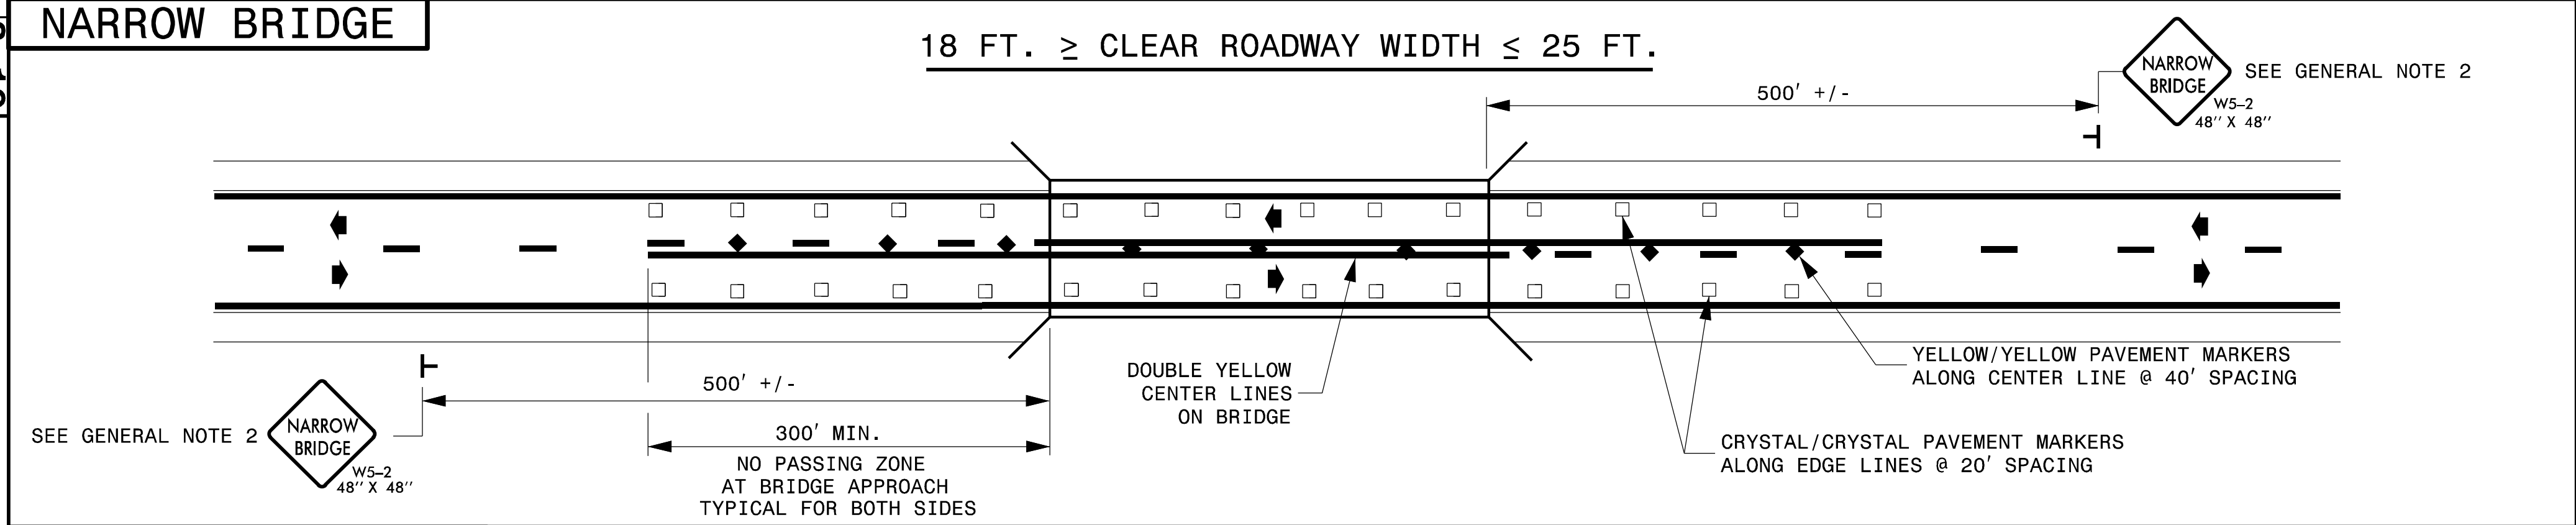 NARROW BRIDGE
18 FT. ≥ CLEAR ROADWAY WIDTH ≤ 25 FT.
NARROW
BRIDGE
W5-2
48" X 48"
SEE GENERAL NOTE 2
500' +/-
500' +/-
300' MIN.
NO PASSING ZONE
AT BRIDGE APPROACH
TYPICAL FOR BOTH SIDES
SEE GENERAL NOTE 2
NARROW
BRIDGE
W5-2
48" X 48"
DOUBLE YELLOW
CENTER LINES
ON BRIDGE
YELLOW/YELLOW PAVEMENT MARKERS
ALONG CENTER LINE @ 40' SPACING
CRYSTAL/CRYSTAL PAVEMENT MARKERS
ALONG EDGE LINES @ 20' SPACING